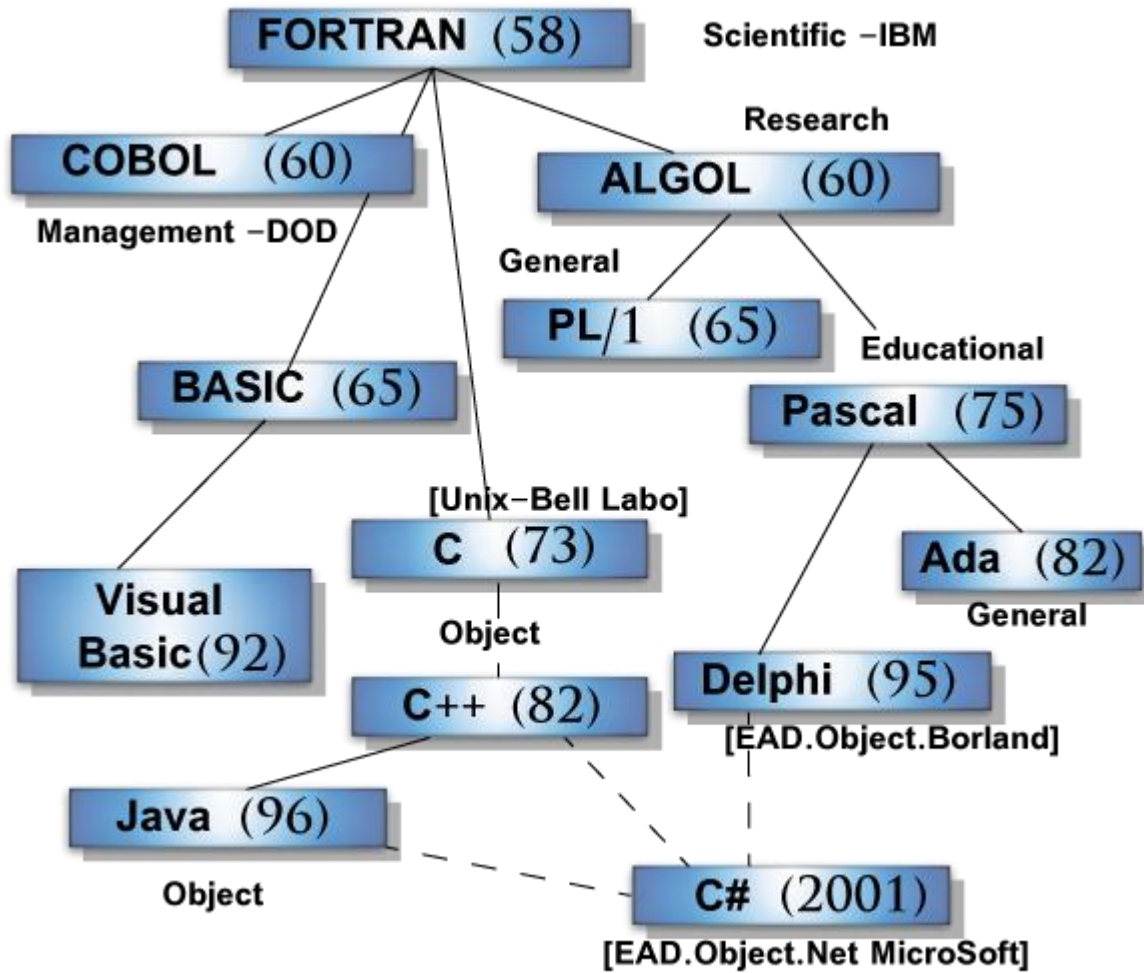 FORTRAN (58)
Scientific –IBM
COBOL (60)
Management –DOD
Research
ALGOL (60)
General
PL/1 (65)
Educational
BASIC (65)
Pascal (75)
[Unix–Bell Labo]
C (73)
Ada (82)
General
Visual
Basic(92)
Object
C++ (82)
Delphi (95)
[EAD.Object.Borland]
Java (96)
Object
C# (2001)
[EAD.Object.Net MicroSoft]